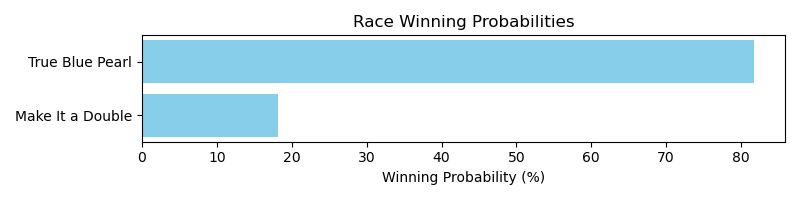 Race Winning Probabilities
True Blue Pearl
Make It a Double
0 10 20 30 40 50 60 70 80
Winning Probability (%)